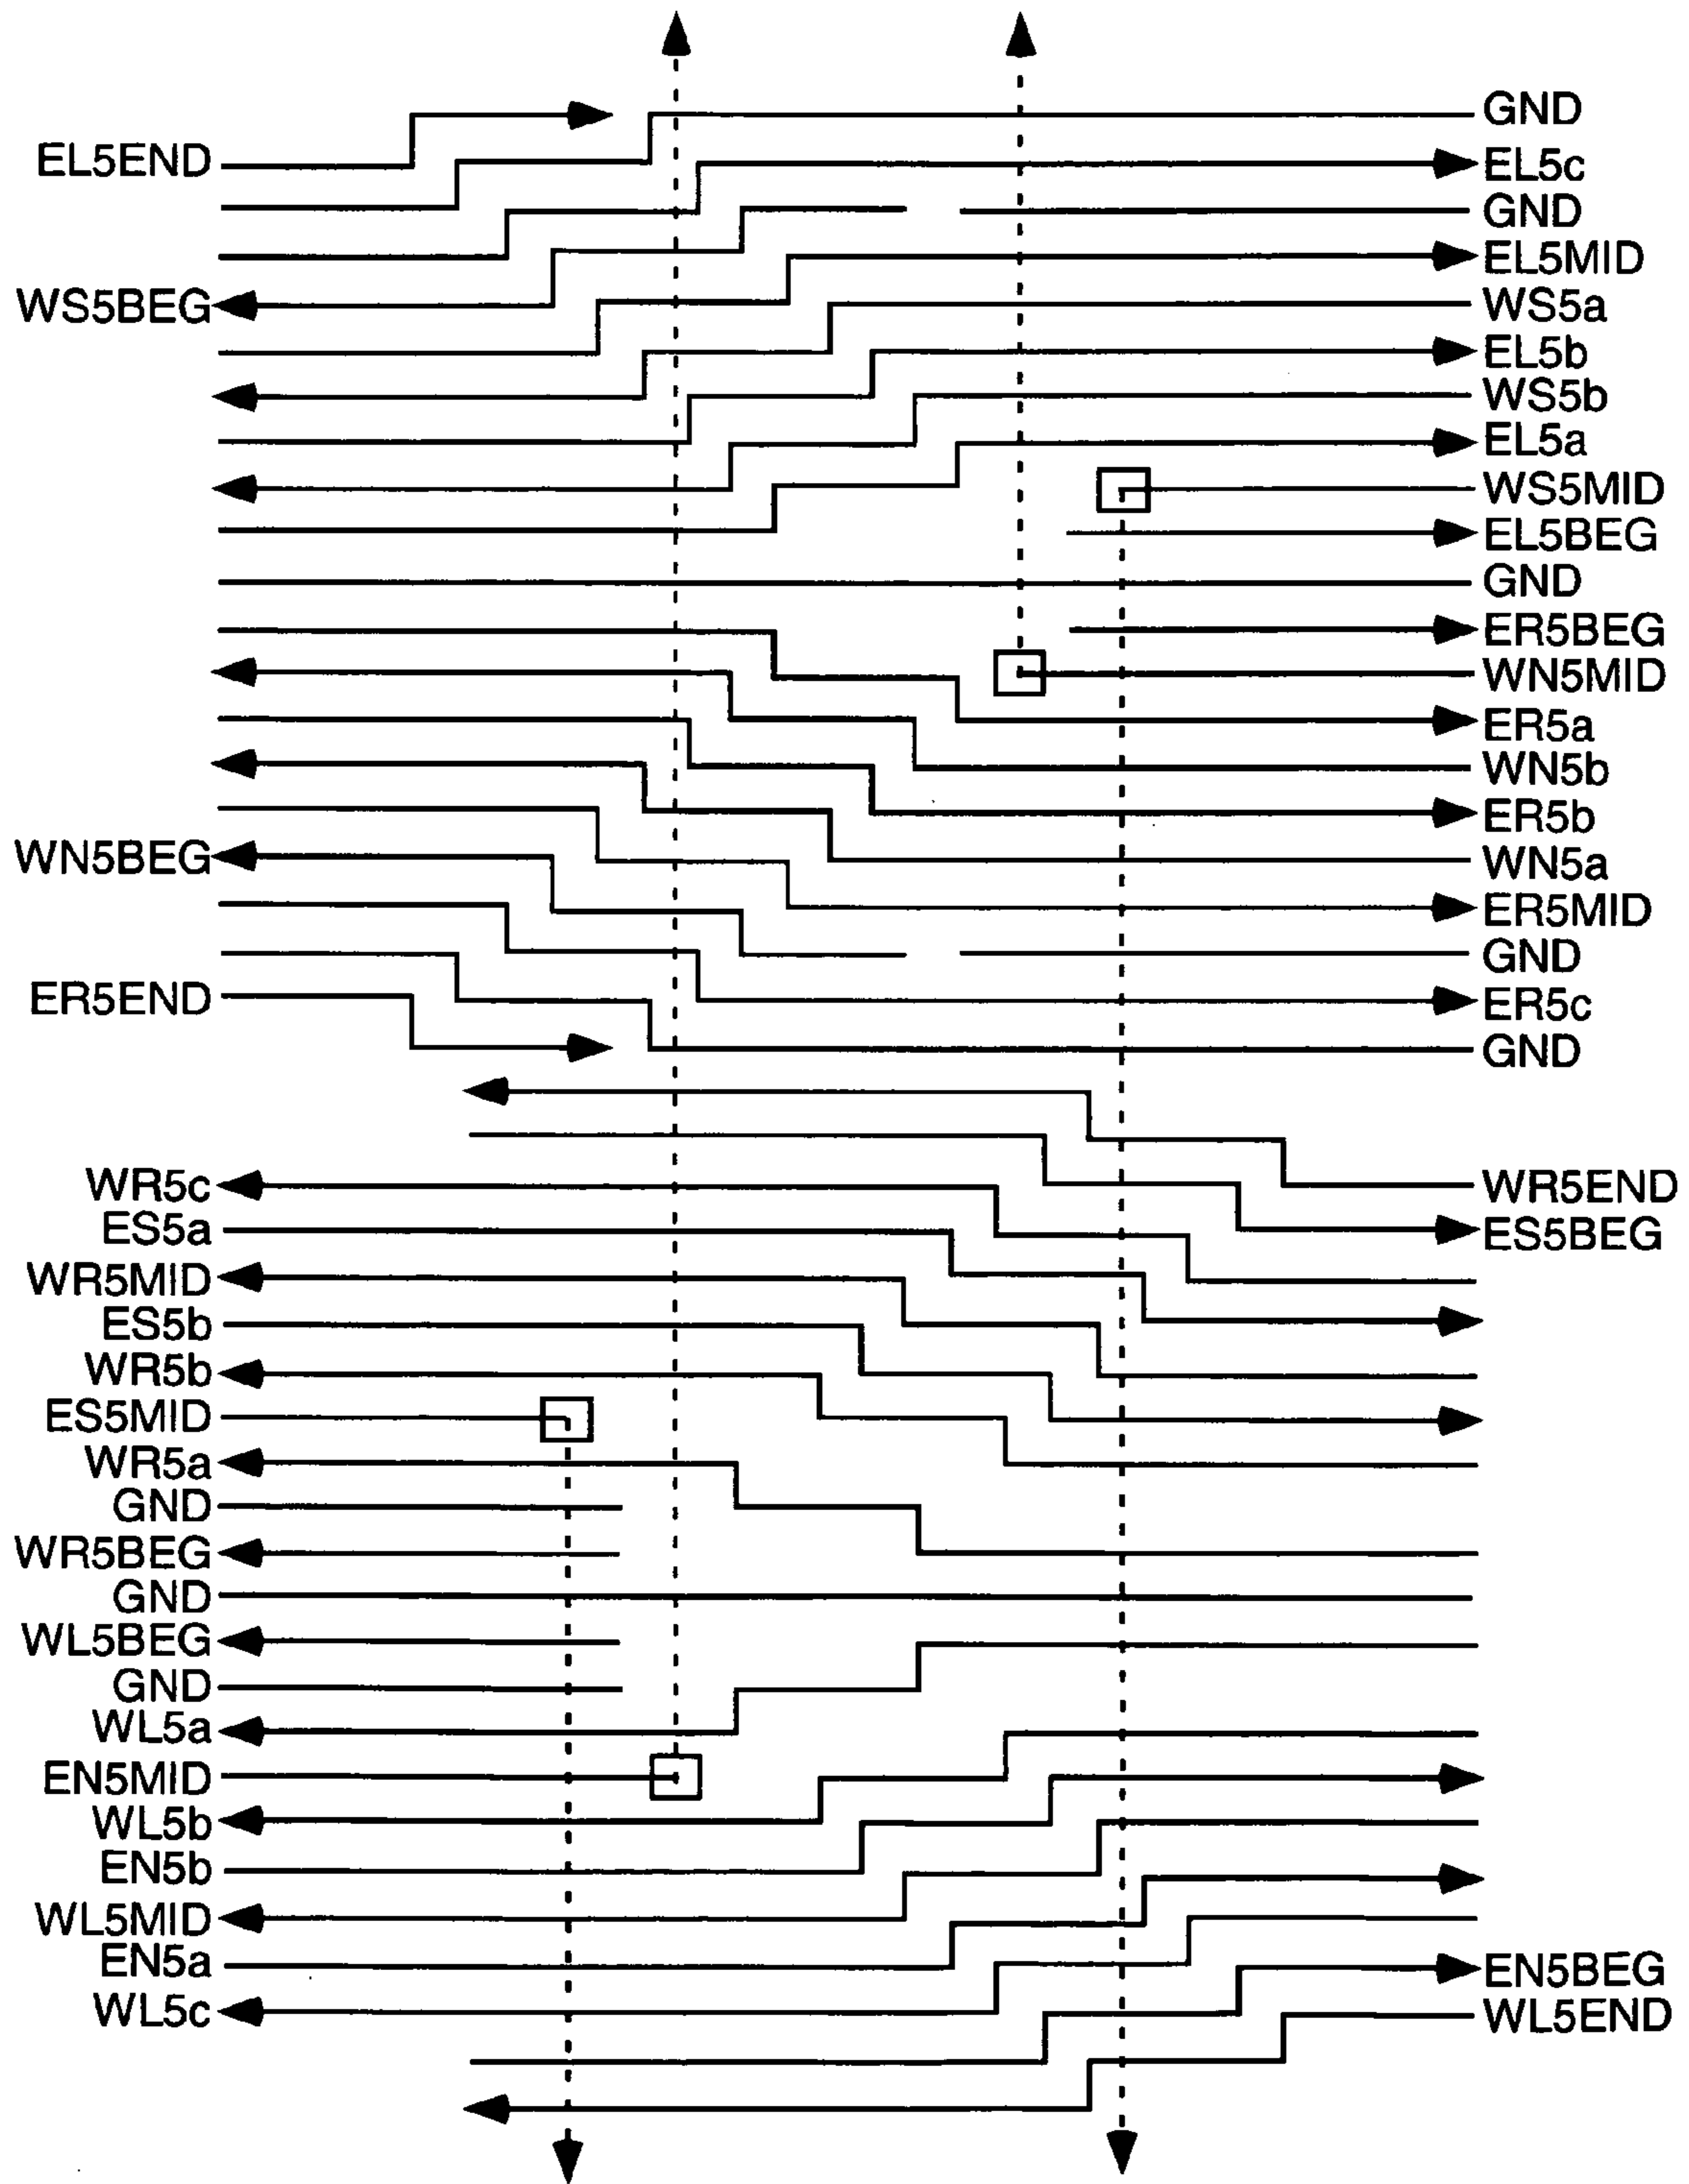 GND
EL5END
EL5c
GND
EL5MID
WS5BEG
WS5a
EL5b
WS5b
EL5a
WS5MID
EL5BEG
GND
ER5BEG
WN5MID
ER5a
WN5b
ER5b
WN5BEG
WN5a
ER5MID
GND
ER5END
ER5c
GND
WR5c
WR5END
ES5a
ES5BEG
WR5MID
ES5b
WR5b
ES5MID
WR5a
GND
WR5BEG
GND
WL5BEG
GND
WL5a
EN5MID
WL5b
EN5b
WL5MID
EN5a
EN5BEG
WL5c
WL5END